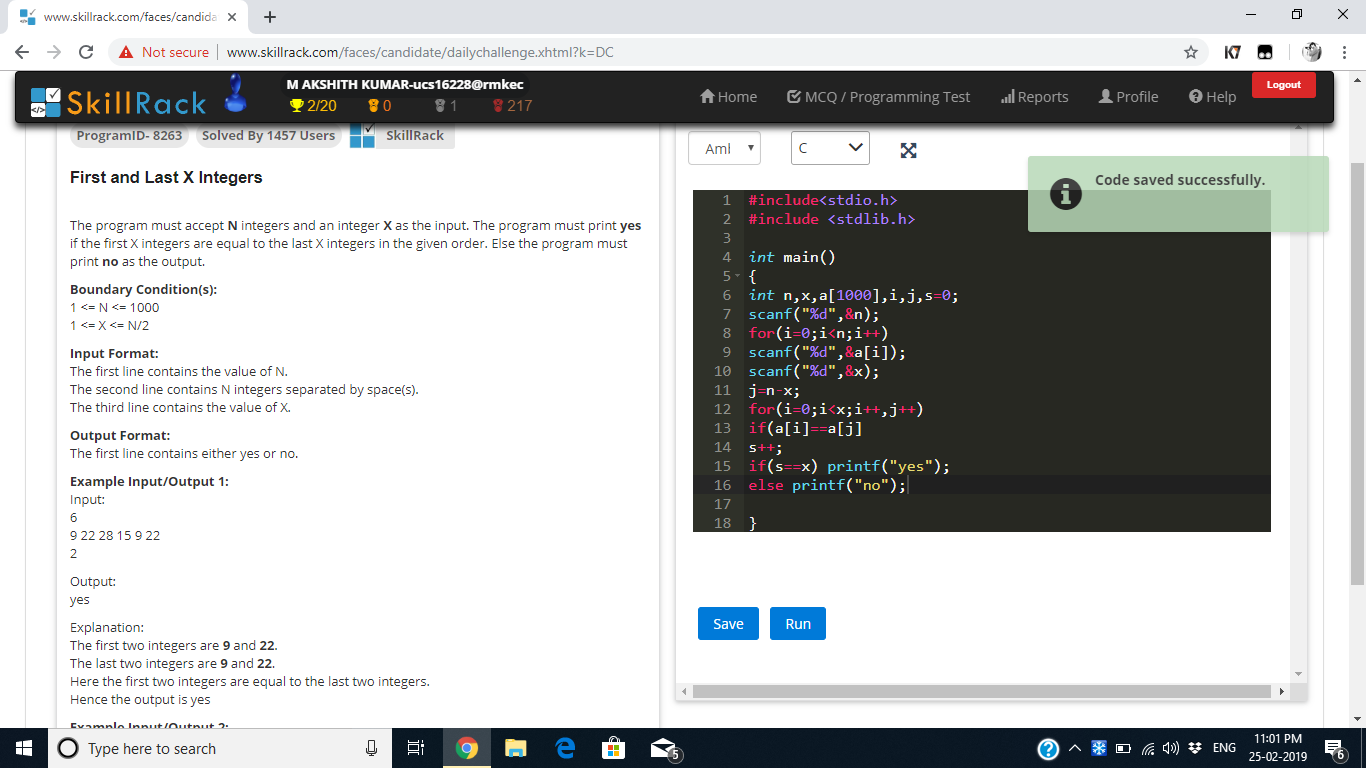 www.skillrack.com/faces/candida
Not secure | www.skillrack.com/faces/candidate/dailychallenge.xhtml?k=DC
SkillRack
M AKSHITH KUMAR-ucs16228@rmkec
2/20 0 1 217
Home MCQ / Programming Test Reports Profile Help Logout
ProgramID- 8263 Solved By 1457 Users SkillRack
First and Last X Integers
The program must accept N integers and an integer X as the input. The program must print yes
if the first X integers are equal to the last X integers in the given order. Else the program must
print no as the output.
Boundary Condition(s):
1 <= N <= 1000
1 <= X <= N/2
Input Format:
The first line contains the value of N.
The second line contains N integers separated by space(s).
The third line contains the value of X.
Output Format:
The first line contains either yes or no.
Example Input/Output 1:
Input:
6
9 22 28 15 9 22
2
Output:
yes
Explanation:
The first two integers are 9 and 22.
The last two integers are 9 and 22.
Here the first two integers are equal to the last two integers.
Hence the output is yes
Example Input/Output 2:
Aml C
Code saved successfully.
1 #include<stdio.h>
2 #include <stdlib.h>
3
4 int main()
5 {
6 int n,x,a[1000],i,j,s=0;
7 scanf("%d",&n);
8 for(i=0;i<n;i++)
9 scanf("%d",&a[i]);
10 scanf("%d",&x);
11 j=n-x;
12 for(i=0;i<x;i++,j++)
13 if(a[i]==a[j]
14 s++;
15 if(s==x) printf("yes");
16 else printf("no");
17
18 }
Save Run
Type here to search
5
ENG
11:01 PM
25-02-2019
6